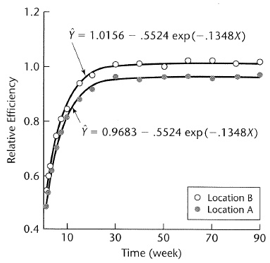 1.2
Ŷ = 1.0156 − .5524 exp(−.1348X)
1.0
Relative Efficiency
0.8
Ŷ = 0.9683 − .5524 exp(−.1348X)
0.6
Location B
Location A
0.4
10 30 50 70 90
Time (week)